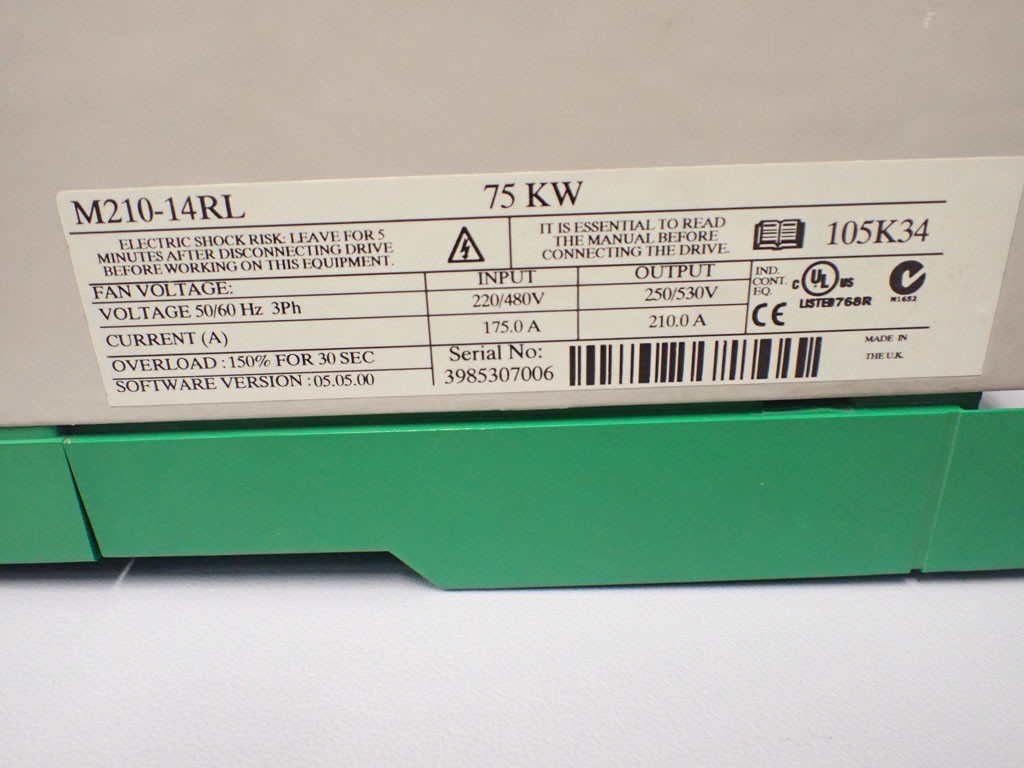 M210-14RL 75 KW
ELECTRIC SHOCK RISK: LEAVE FOR 5
MINUTES AFTER DISCONNECTING DRIVE
BEFORE WORKING ON THIS EQUIPMENT.
IT IS ESSENTIAL TO READ
THE MANUAL BEFORE
CONNECTING THE DRIVE.
105K34
FAN VOLTAGE:
INPUT OUTPUT
VOLTAGE 50/60 Hz 3Ph 220/480V 250/530V
CURRENT (A) 175.0 A 210.0 A
IND.
CONT.
EQ.
C UL US
LISTED 768R
CE
N1652
OVERLOAD : 150% FOR 30 SEC
SOFTWARE VERSION : 05.05.00
Serial No:
3985307006
MADE IN
THE U.K.